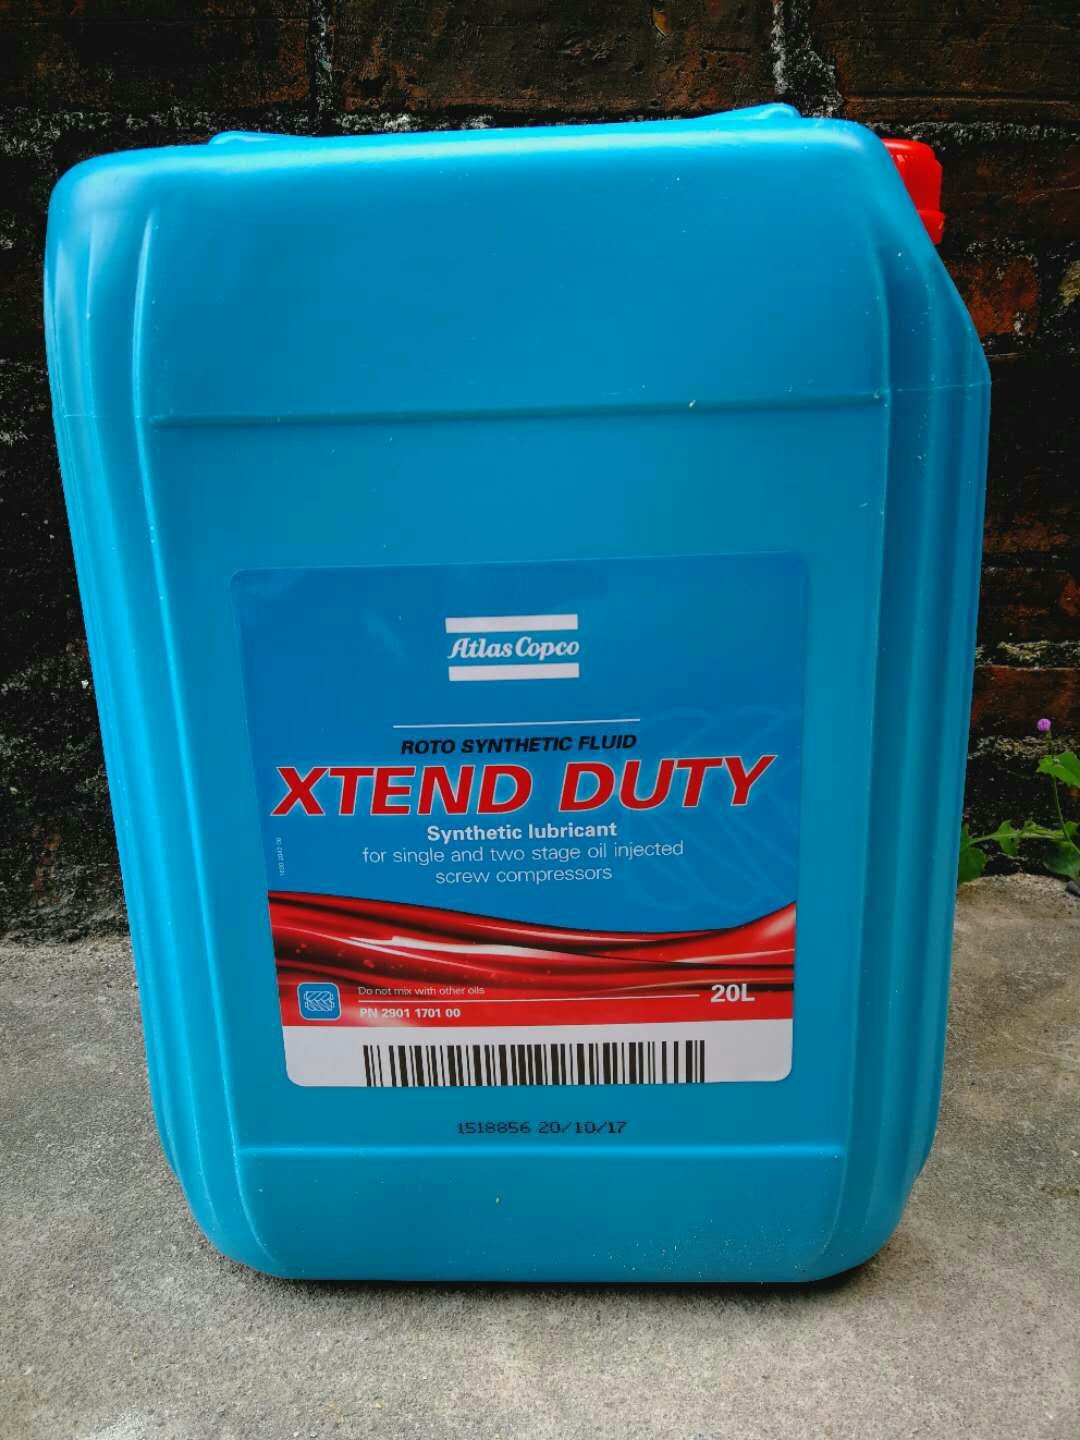 Atlas Copco
ROTO SYNTHETIC FLUID
XTEND DUTY
Synthetic lubricant
for single and two stage oil injected
screw compressors
Do not mix with other oils
20L
PN 2901 1701 00
1518856 20/10/17